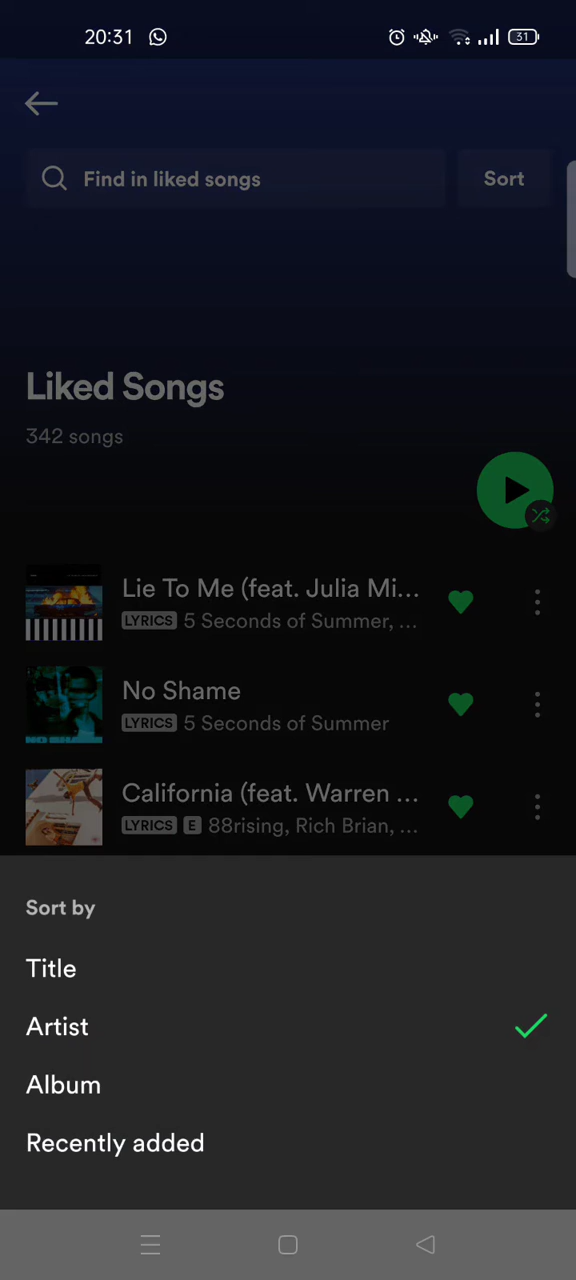 20:31
31
Find in liked songs
Sort
Liked Songs
342 songs
Lie To Me (feat. Julia Mi...
LYRICS 5 Seconds of Summer, ...
No Shame
LYRICS 5 Seconds of Summer
NO SHAME
California (feat. Warren ...
LYRICS E 88rising, Rich Brian, ...
Sort by
Title
Artist
Album
Recently added